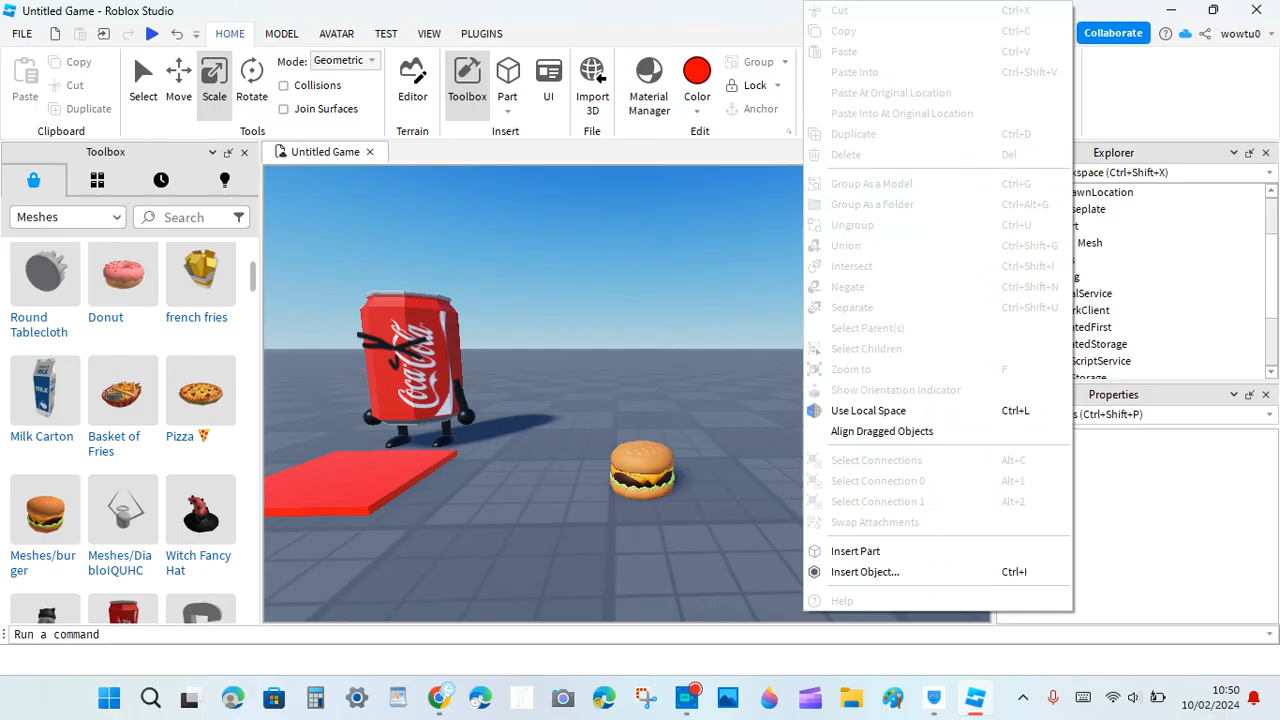 Untitled Game - Roblox Studio
FILE HOME MODEL AVATAR TEST VIEW PLUGINS
Collaborate wowtu0
Paste
Copy
Cut
Duplicate
Clipboard
Select Move Scale Rotate
Mode: Geometric
Collisions
Join Surfaces
Tools
Editor
Terrain
Toolbox Part UI
Insert
Import
3D
File
Material
Manager
Color
Group
Lock
Anchor
Edit
Untitled Game
Meshes
Search
Round
Tablecloth
Donut
french fries
Milk Carton
Basket of
Fries
Pizza 🍕
Meshes/bur
ger
Meshes/Dia
bloIOUHC
Witch Fancy
Hat
Coca-Cola
Cut Ctrl+X
Copy Ctrl+C
Paste Ctrl+V
Paste Into Ctrl+Shift+V
Paste At Original Location
Paste Into At Original Location
Duplicate Ctrl+D
Delete Del
Group As a Model Ctrl+G
Group As a Folder Ctrl+Alt+G
Ungroup Ctrl+U
Union Ctrl+Shift+G
Intersect Ctrl+Shift+I
Negate Ctrl+Shift+N
Separate Ctrl+Shift+U
Select Parent(s)
Select Children
Zoom to F
Show Orientation Indicator
Use Local Space Ctrl+L
Align Dragged Objects
Select Connections Alt+C
Select Connection 0 Alt+1
Select Connection 1 Alt+2
Swap Attachments
Insert Part
Insert Object... Ctrl+I
Help
Explorer
kspace (Ctrl+Shift+X)
awnLocation
seplate
Mesh
Service
rkClient
atedFirst
atedStorage
ScriptService
Properties
s (Ctrl+Shift+P)
Run a command
10:50
10/02/2024